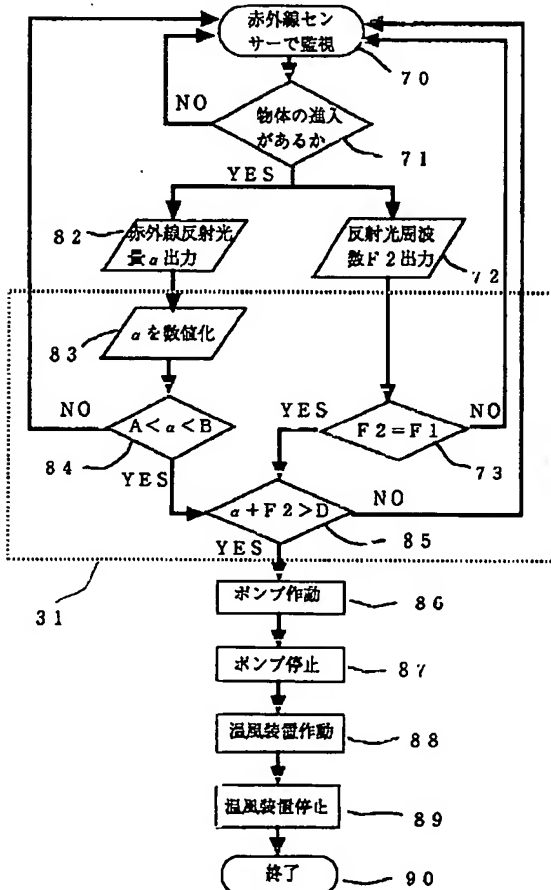 赤外線セン
サーで監視
70
NO
物体の進入
があるか
71
YES
82
赤外線反射光
量α出力
反射光周波
数F2出力
72
83
αを数値化
NO
A<α<B
84
YES
YES
F2=F1
NO
73
α+F2>D
NO
85
YES
31
ポンプ作動
86
ポンプ停止
87
温風装置作動
88
温風装置停止
89
終了
90